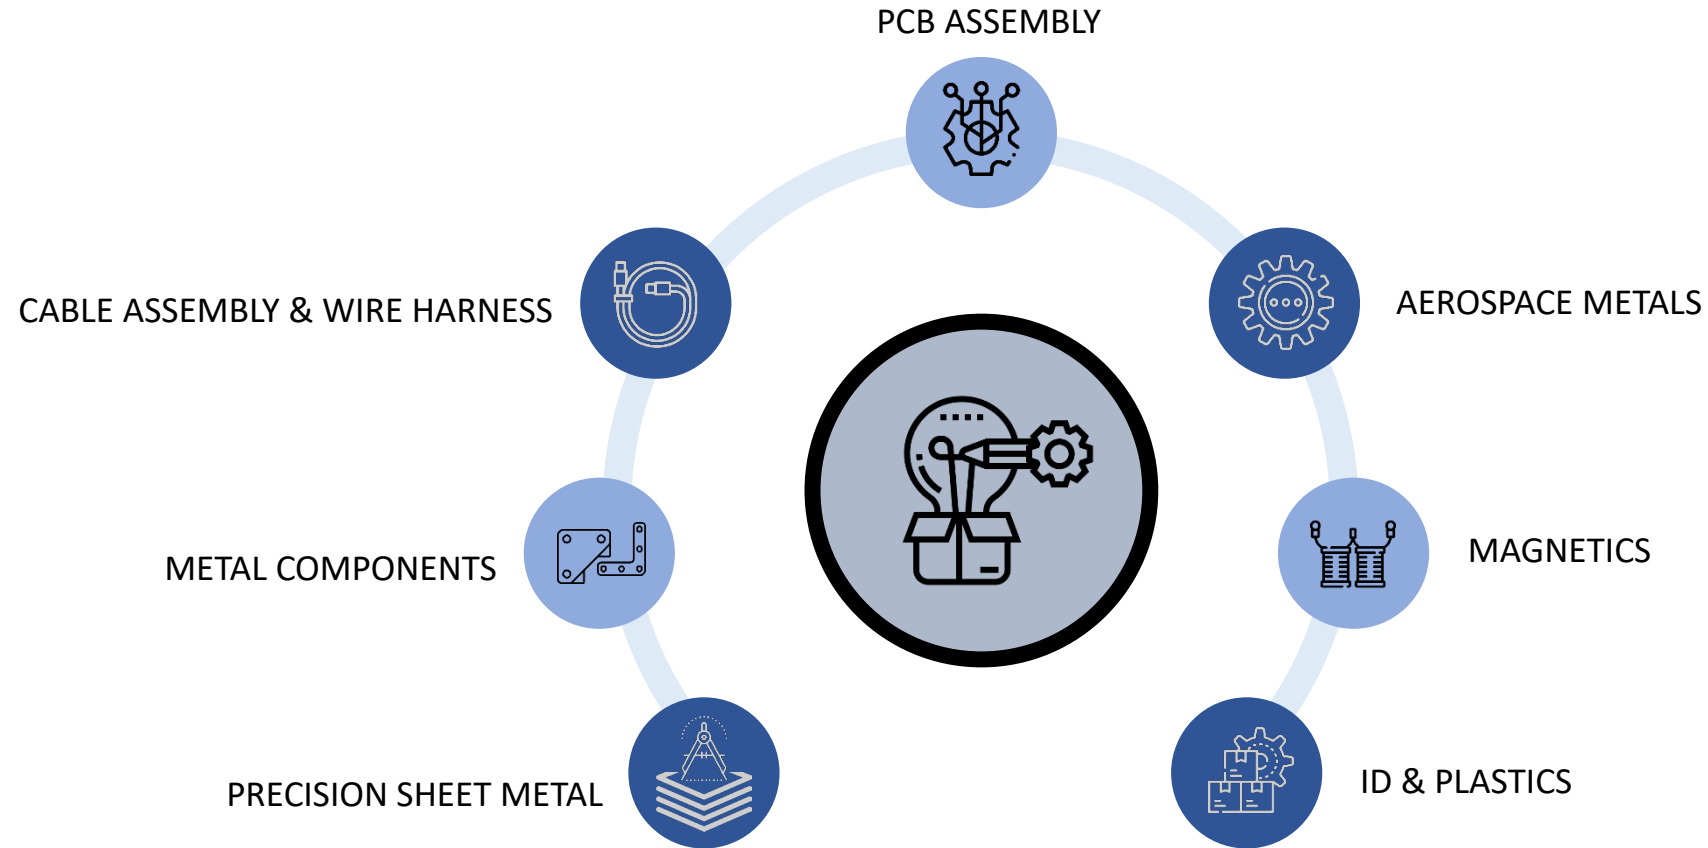 PCB ASSEMBLY
CABLE ASSEMBLY & WIRE HARNESS
AEROSPACE METALS
METAL COMPONENTS
MAGNETICS
PRECISION SHEET METAL
ID & PLASTICS